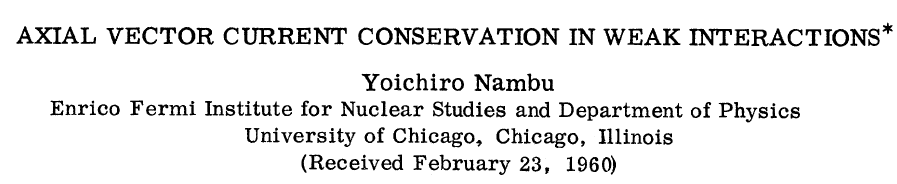 AXIAL VECTOR CURRENT CONSERVATION IN WEAK INTERACTIONS*
Yoichiro Nambu
Enrico Fermi Institute for Nuclear Studies and Department of Physics
University of Chicago, Chicago, Illinois
(Received February 23, 1960)